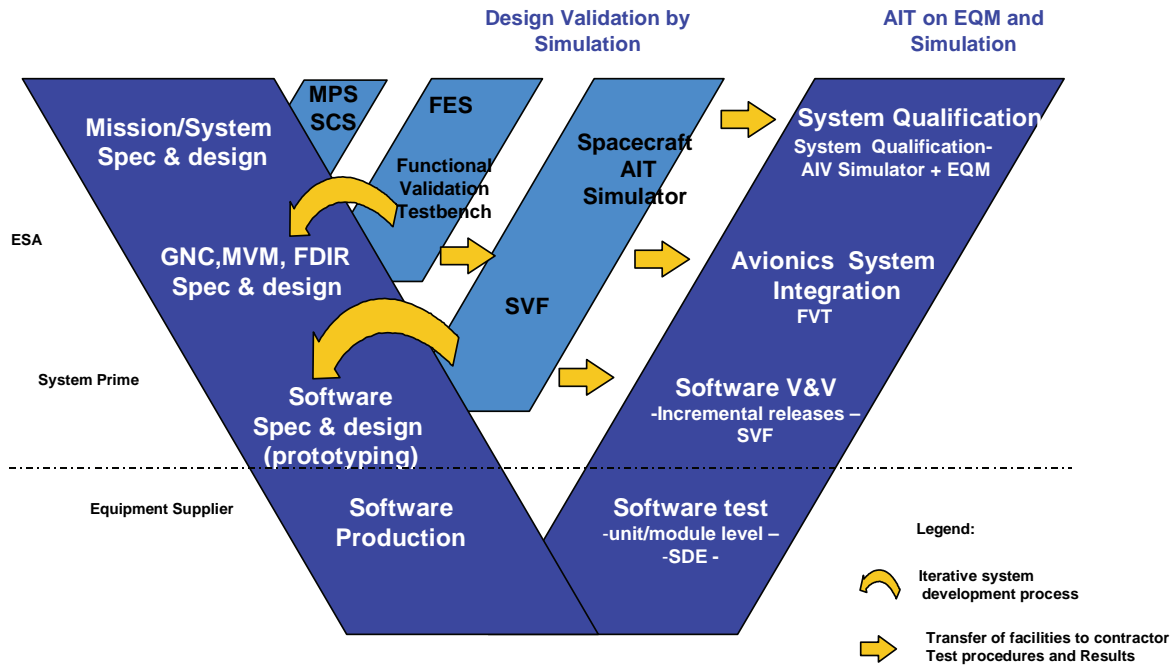 Design Validation by
Simulation
AIT on EQM and
Simulation
MPS
SCS
FES
Mission/System
Spec & design
Functional
Validation
Testbench
Spacecraft
AIT
Simulator
System Qualification
System Qualification-
AIV Simulator + EQM
ESA
GNC,MVM, FDIR
Spec & design
SVF
Avionics System
Integration
FVT
System Prime
Software
Spec & design
(prototyping)
Software V&V
-Incremental releases –
SVF
Equipment Supplier
Software
Production
Software test
-unit/module level –
-SDE -
Legend:
Iterative system
development process
Transfer of facilities to contractor
Test procedures and Results